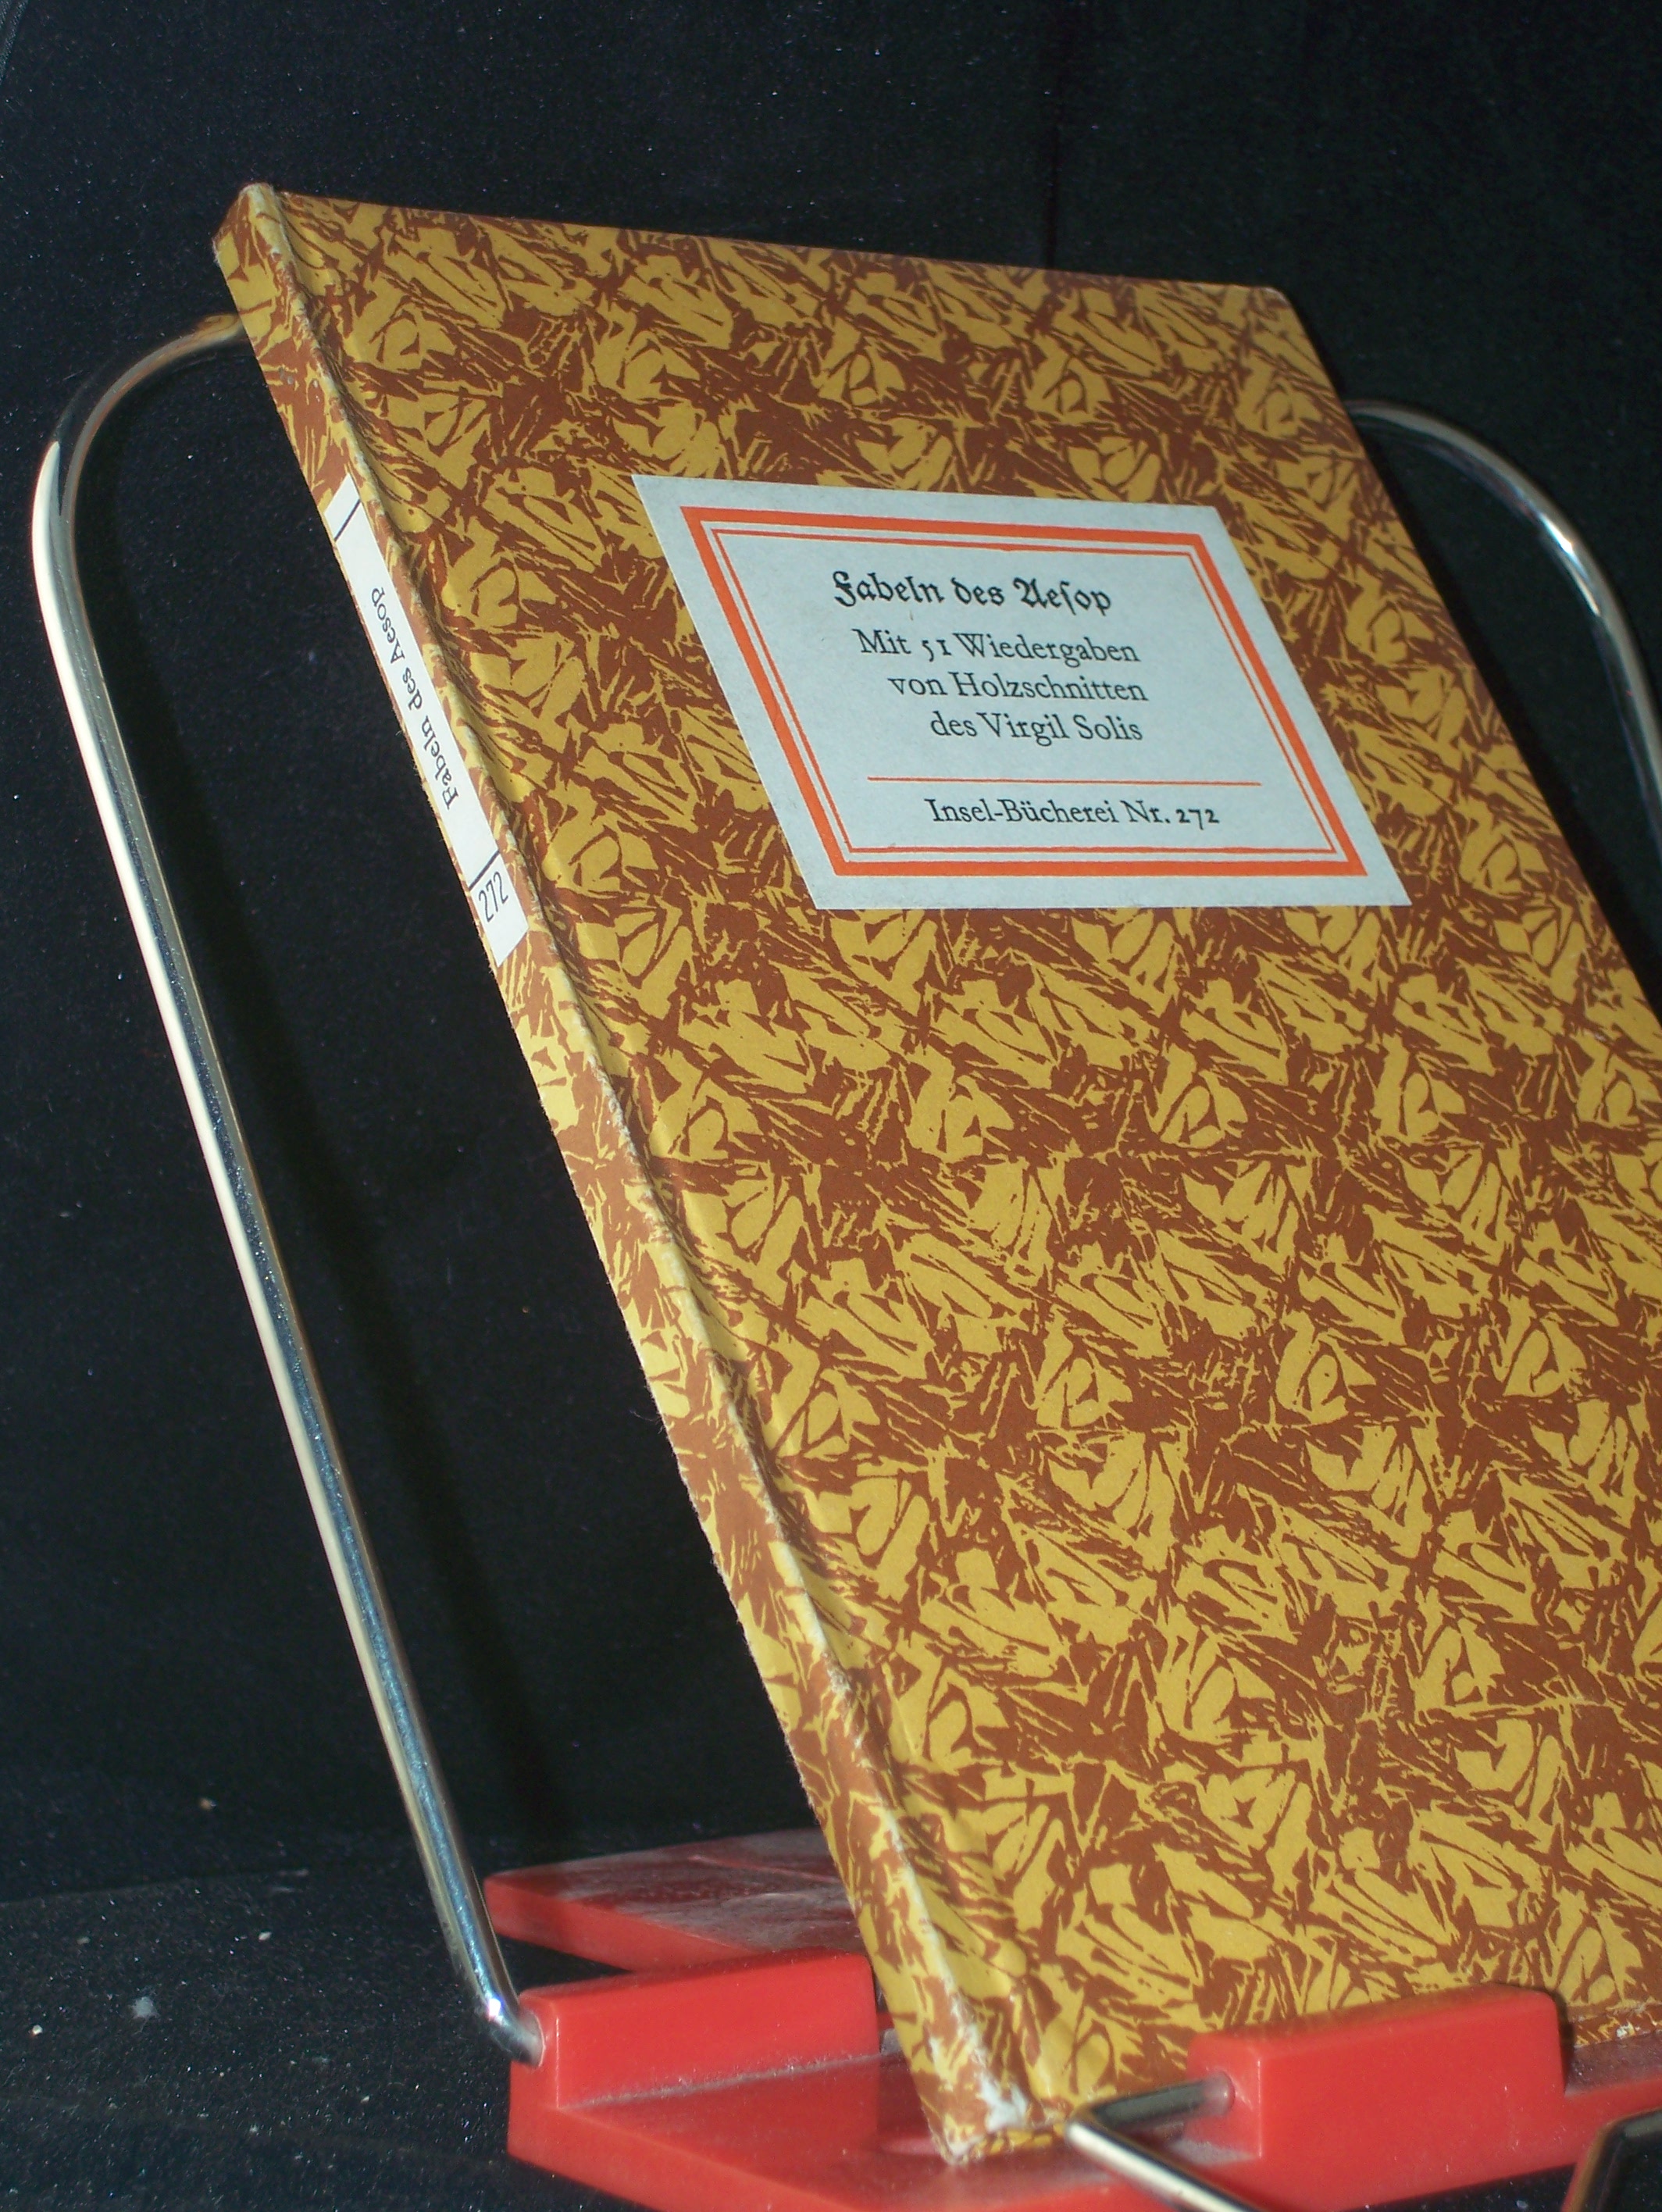 Fabeln des Aeſop
Mit 51 Wiedergaben
von Holzschnitten
des Virgil Solis
Insel-Bücherei Nr. 272
Fabeln des Aesop
272